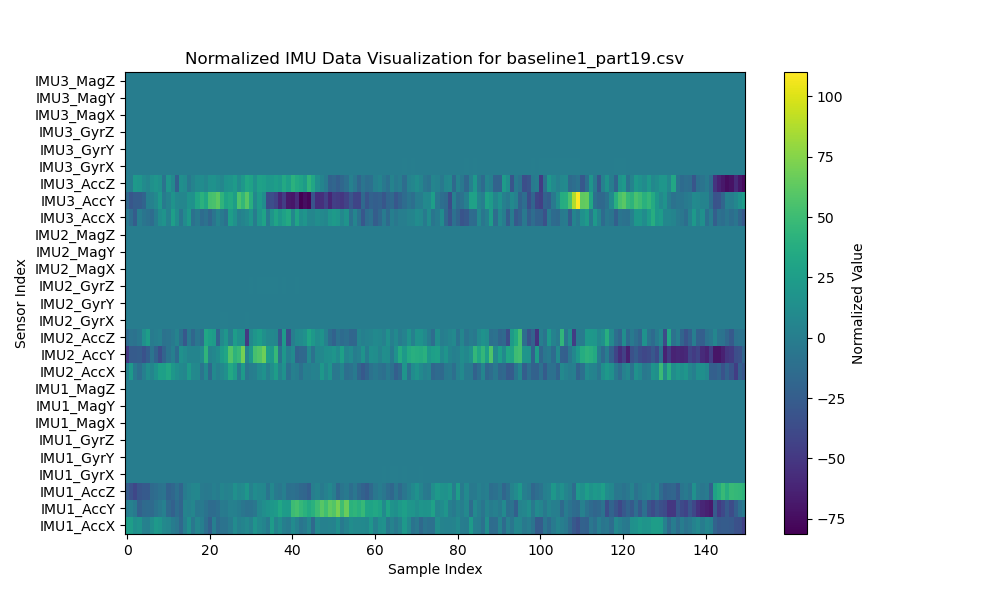 Normalized IMU Data Visualization for baseline1_part19.csv
IMU3_MagZ
IMU3_MagY
IMU3_MagX
IMU3_GyrZ
IMU3_GyrY
IMU3_GyrX
IMU3_AccZ
IMU3_AccY
IMU3_AccX
IMU2_MagZ
IMU2_MagY
IMU2_MagX
IMU2_GyrZ
IMU2_GyrY
IMU2_GyrX
IMU2_AccZ
IMU2_AccY
IMU2_AccX
IMU1_MagZ
IMU1_MagY
IMU1_MagX
IMU1_GyrZ
IMU1_GyrY
IMU1_GyrX
IMU1_AccZ
IMU1_AccY
IMU1_AccX
Sensor Index
0 20 40 60 80 100 120 140
Sample Index
100
75
50
25
0
−25
−50
−75
Normalized Value